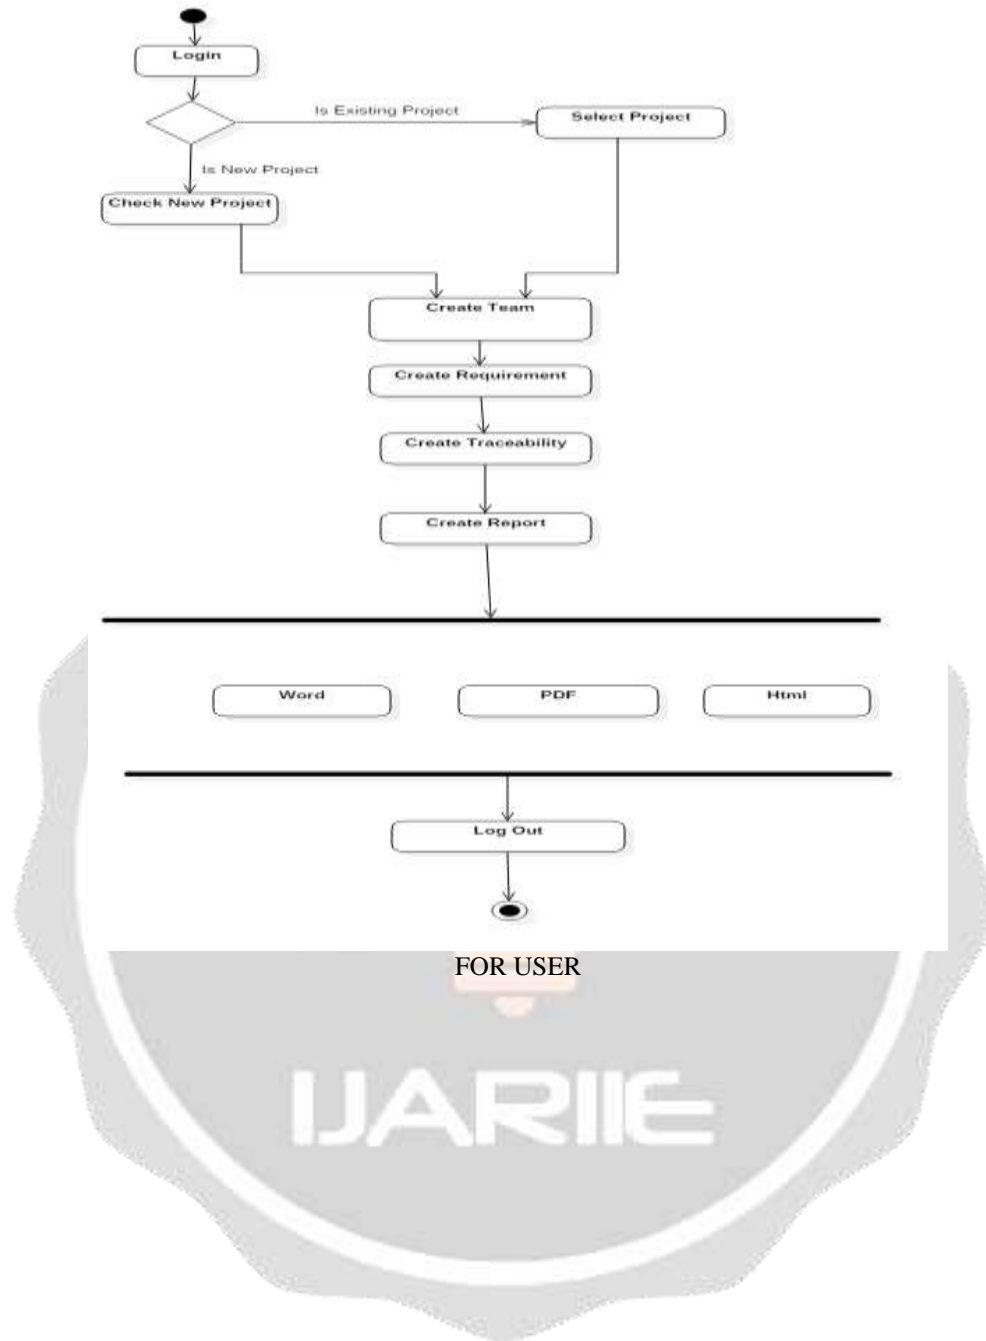 Login
Is Existing Project
Select Project
Is New Project
Check New Project
Create Team
Create Requirement
Create Traceability
Create Report
Word
PDF
Html
Log Out
FOR USER
IJARIIE